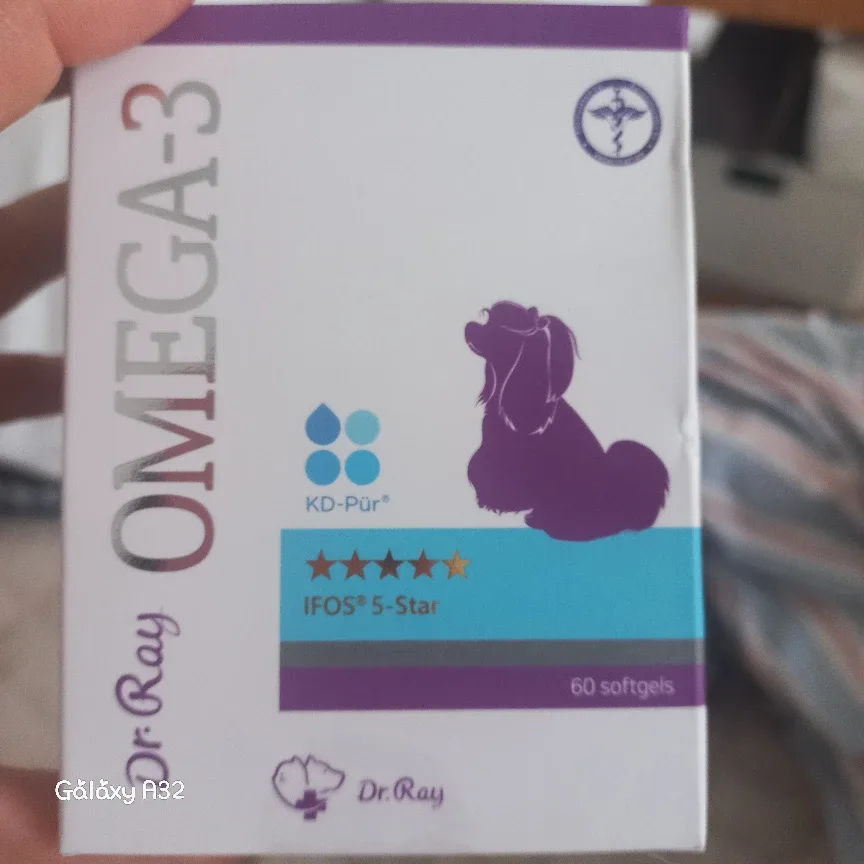 OMEGA-3
Dr. Ray
KD-Pür®
IFOS® 5-Star
60 softgels
Dr. Ray
Galaxy A32